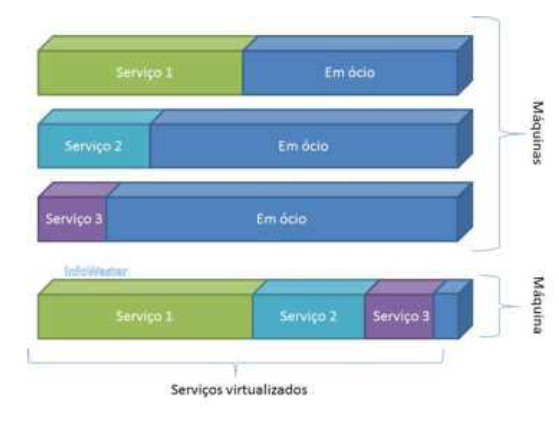 Serviço 1
Em ócio
Serviço 2
Em ócio
Serviço 3
Em ócio
Máquinas
InfoWester
Serviço 1
Serviço 2
Serviço 3
Máquina
Serviços virtualizados